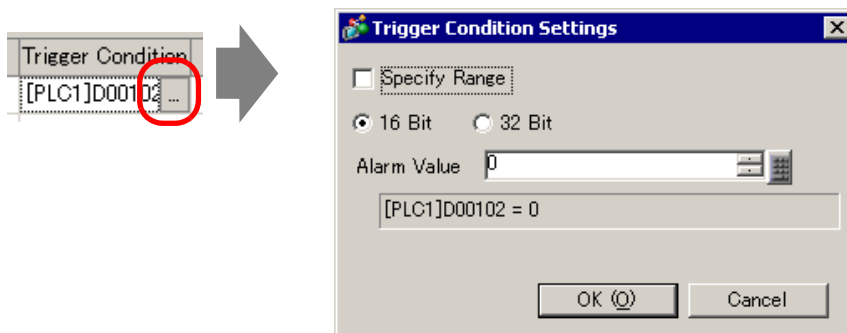 Trigger Condition
[PLC1]D00102 ...
Trigger Condition Settings
Specify Range
16 Bit 32 Bit
Alarm Value 0
[PLC1]D00102 = 0
OK (O) Cancel